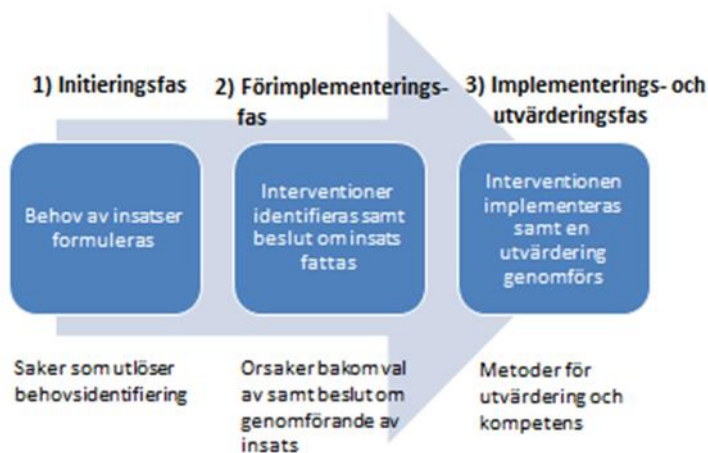 1) Initieringsfas
2) Förimplementerings-
fas
3) Implementerings- och
utvärderingsfas
Behov av insatser
formuleras
Interventioner
identifieras samt
beslut om insats
fattas
Interventionen
implementeras
samt en
utvärdering
genomförs
Saker som utlöser
behovsidentifiering
Orsaker bakom val
av samt beslut om
genomförande av
insats
Metoder för
utvärdering och
kompetens